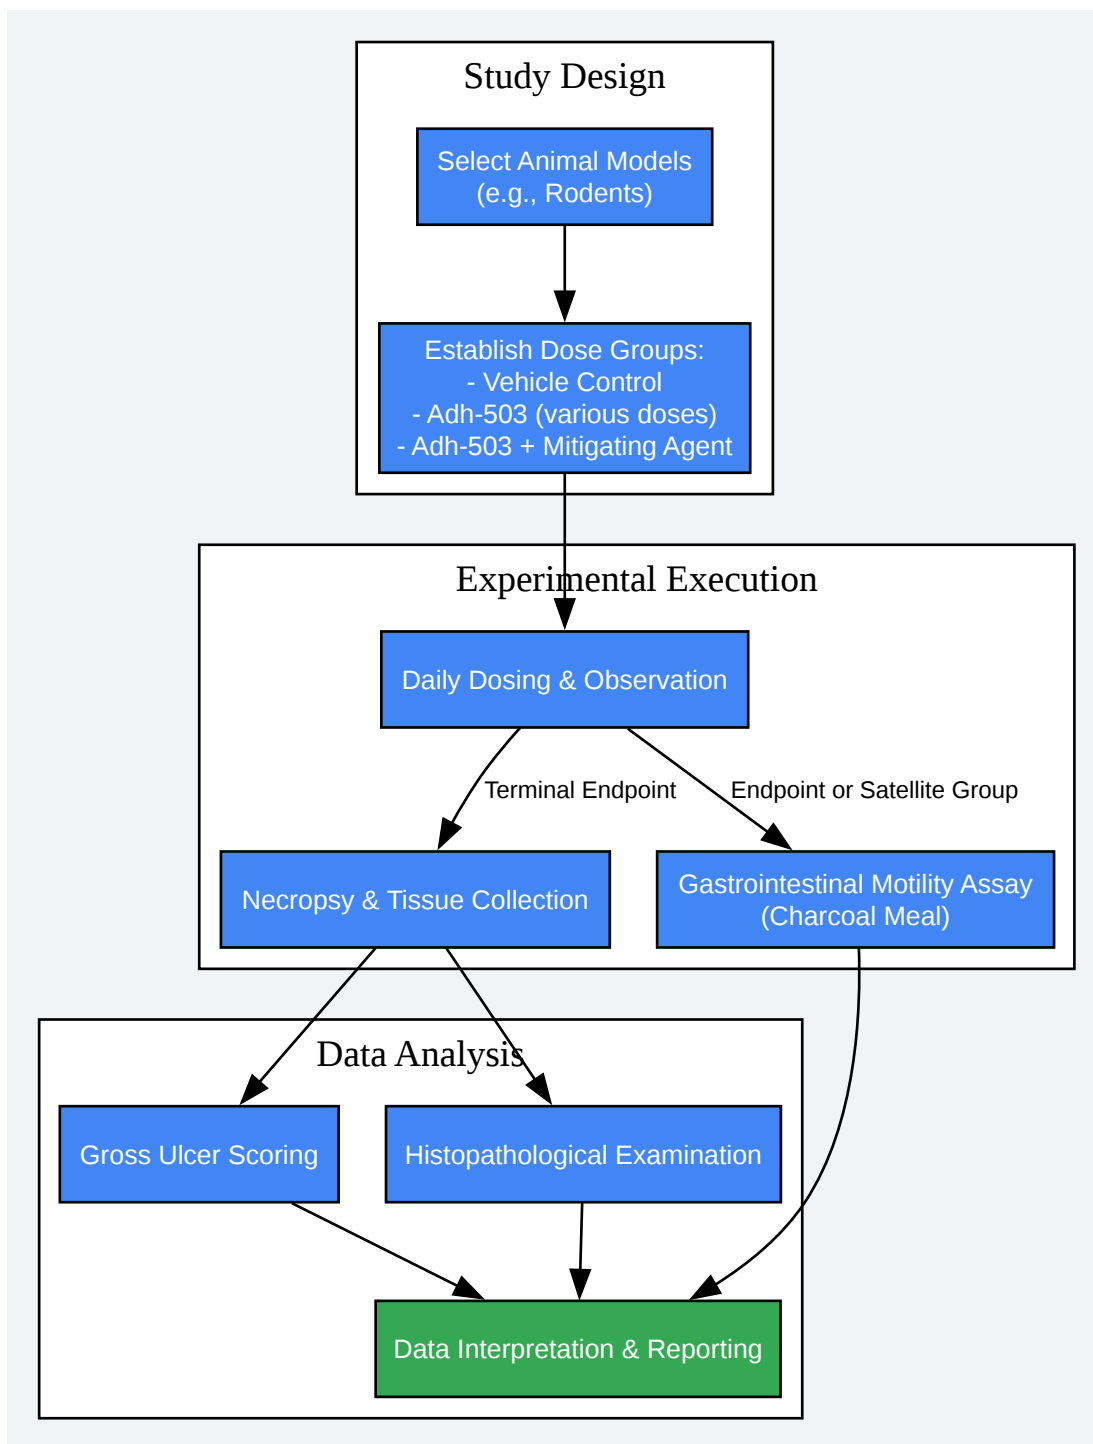 Study Design
Select Animal Models
(e.g., Rodents)
Establish Dose Groups:
- Vehicle Control
- Adh-503 (various doses)
- Adh-503 + Mitigating Agent
Experimental Execution
Daily Dosing & Observation
Terminal Endpoint
Endpoint or Satellite Group
Necropsy & Tissue Collection
Gastrointestinal Motility Assay
(Charcoal Meal)
Data Analysis
Gross Ulcer Scoring
Histopathological Examination
Data Interpretation & Reporting